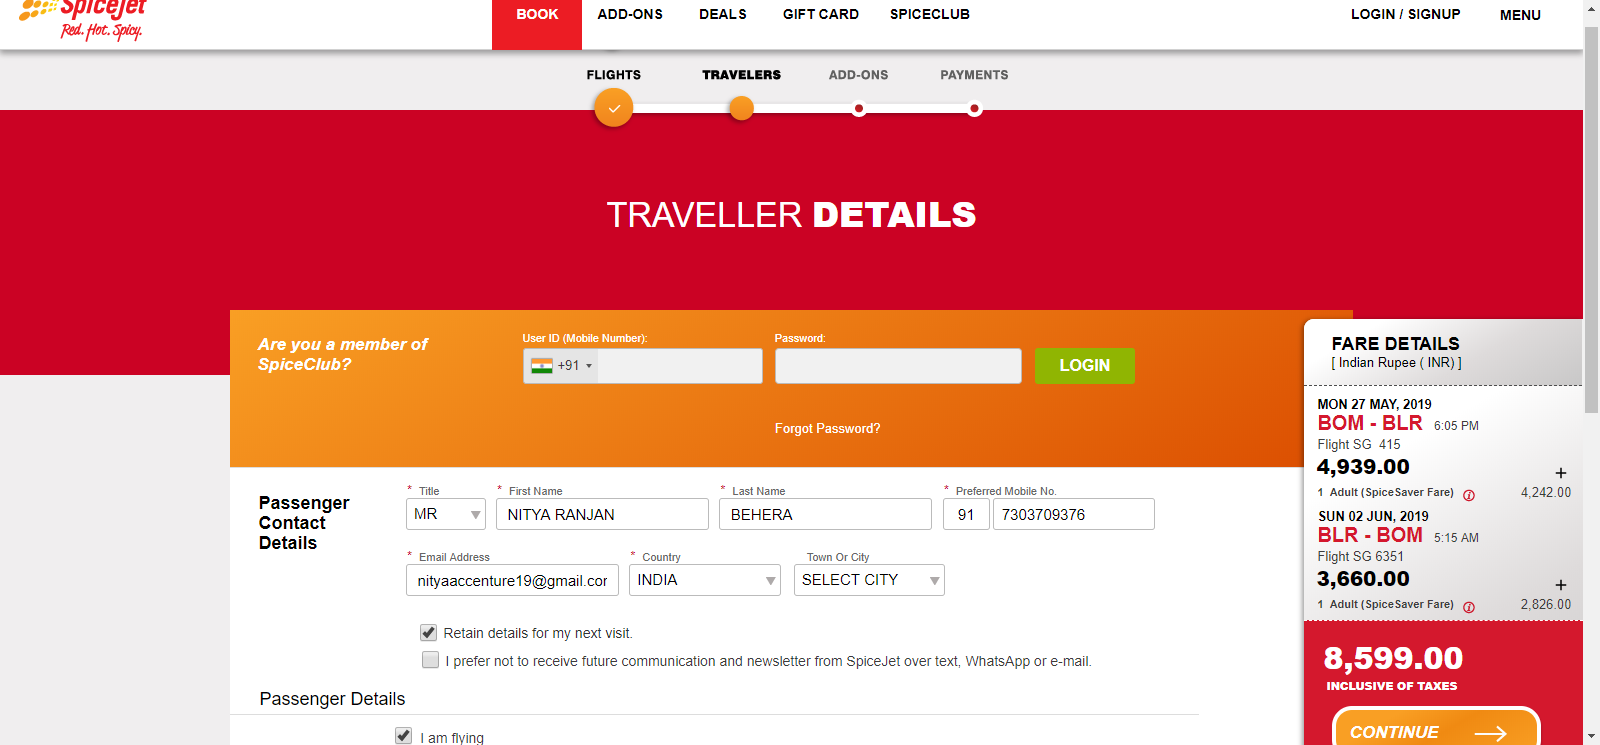 SpiceJet
Red. Hot. Spicy.
BOOK ADD-ONS DEALS GIFT CARD SPICECLUB LOGIN / SIGNUP MENU
FLIGHTS TRAVELERS ADD-ONS PAYMENTS
TRAVELLER DETAILS
Are you a member of
SpiceClub?
User ID (Mobile Number):
+91
Password:
LOGIN
Forgot Password?
Passenger
Contact
Details
* Title * First Name * Last Name * Preferred Mobile No.
MR NITYA RANJAN BEHERA 91 7303709376
* Email Address * Country Town Or City
nityaaccenture19@gmail.cor INDIA SELECT CITY
Retain details for my next visit.
I prefer not to receive future communication and newsletter from SpiceJet over text, WhatsApp or e-mail.
Passenger Details
I am flying
FARE DETAILS
[ Indian Rupee ( INR) ]
MON 27 MAY, 2019
BOM - BLR 6:05 PM
Flight SG 415
4,939.00 +
1 Adult (SpiceSaver Fare) i 4,242.00
SUN 02 JUN, 2019
BLR - BOM 5:15 AM
Flight SG 6351
3,660.00 +
1 Adult (SpiceSaver Fare) i 2,826.00
8,599.00
INCLUSIVE OF TAXES
CONTINUE